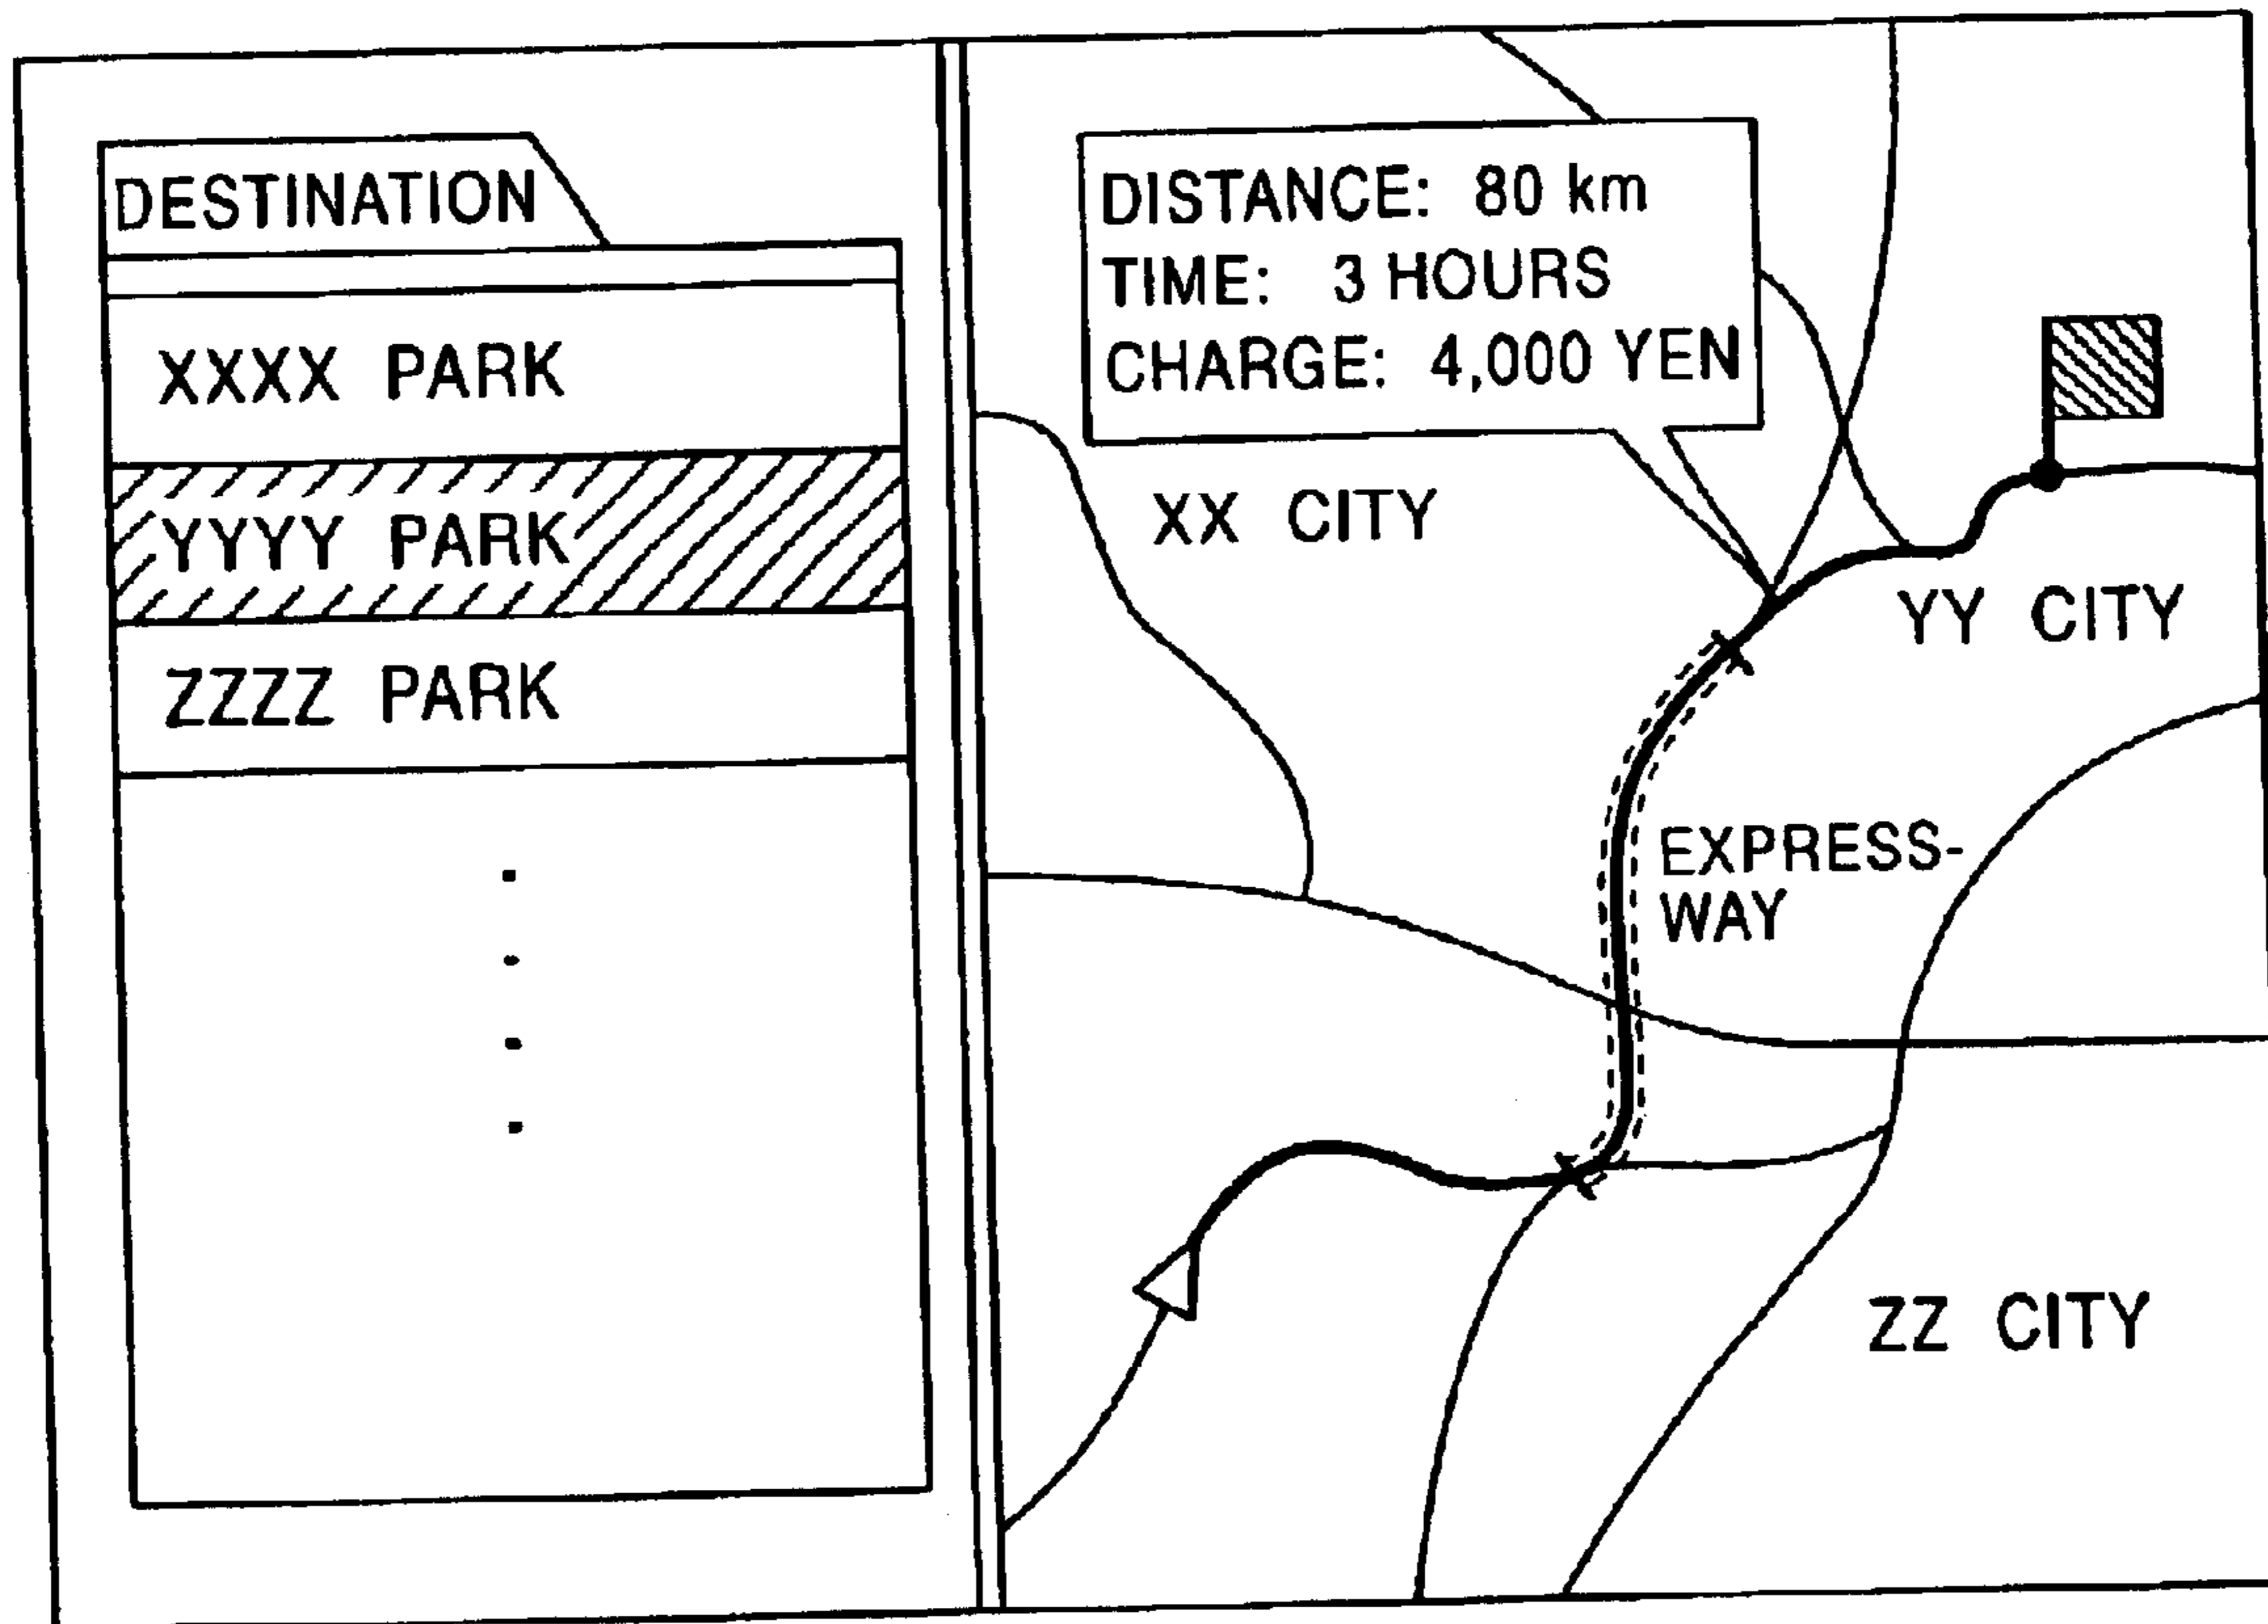 DESTINATION
XXXX PARK
YYYY PARK
ZZZZ PARK
DISTANCE: 80 km
TIME: 3 HOURS
CHARGE: 4,000 YEN
XX CITY
YY CITY
EXPRESS-
WAY
ZZ CITY